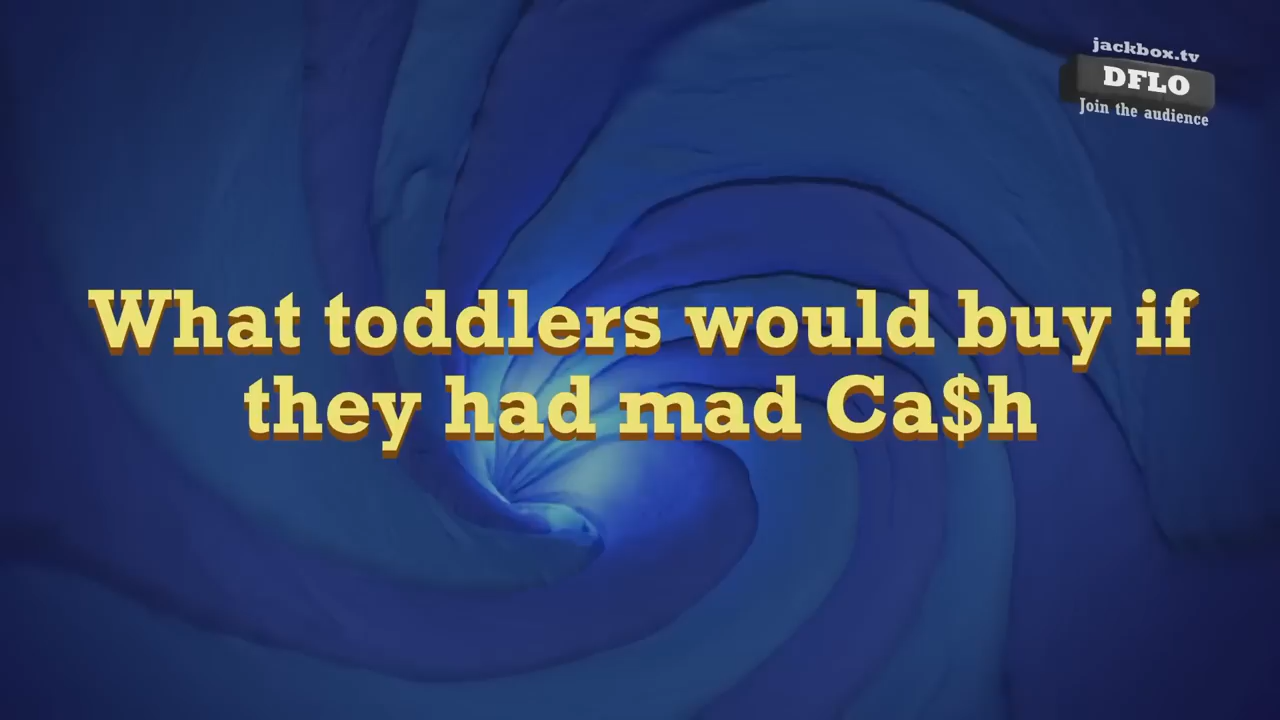 jackbox.tv
DFLO
Join the audience
What toddlers would buy if
they had mad Ca$h